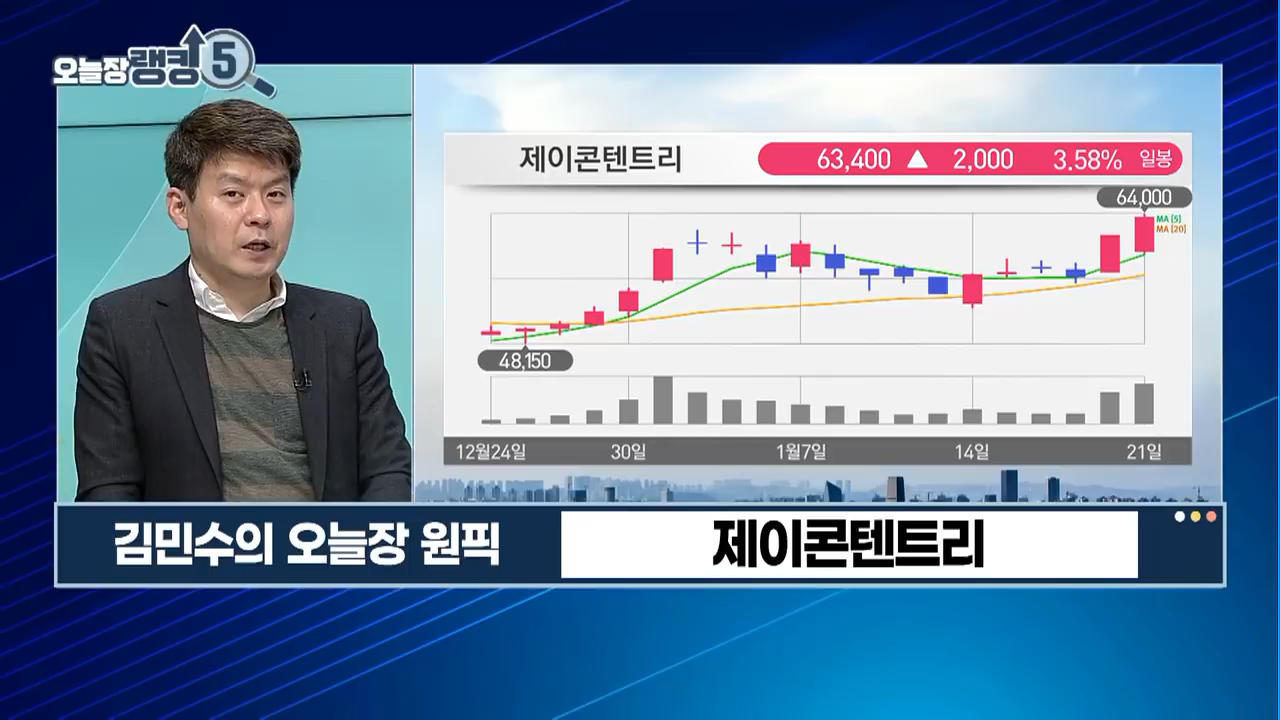 오늘장 랭킹 5
제이콘텐트리 63,400 ▲ 2,000 3.58% 일봉
64,000
MA [5]
MA [20]
48,150
12월24일 30일 1월7일 14일 21일
김민수의 오늘장 원픽 제이콘텐트리